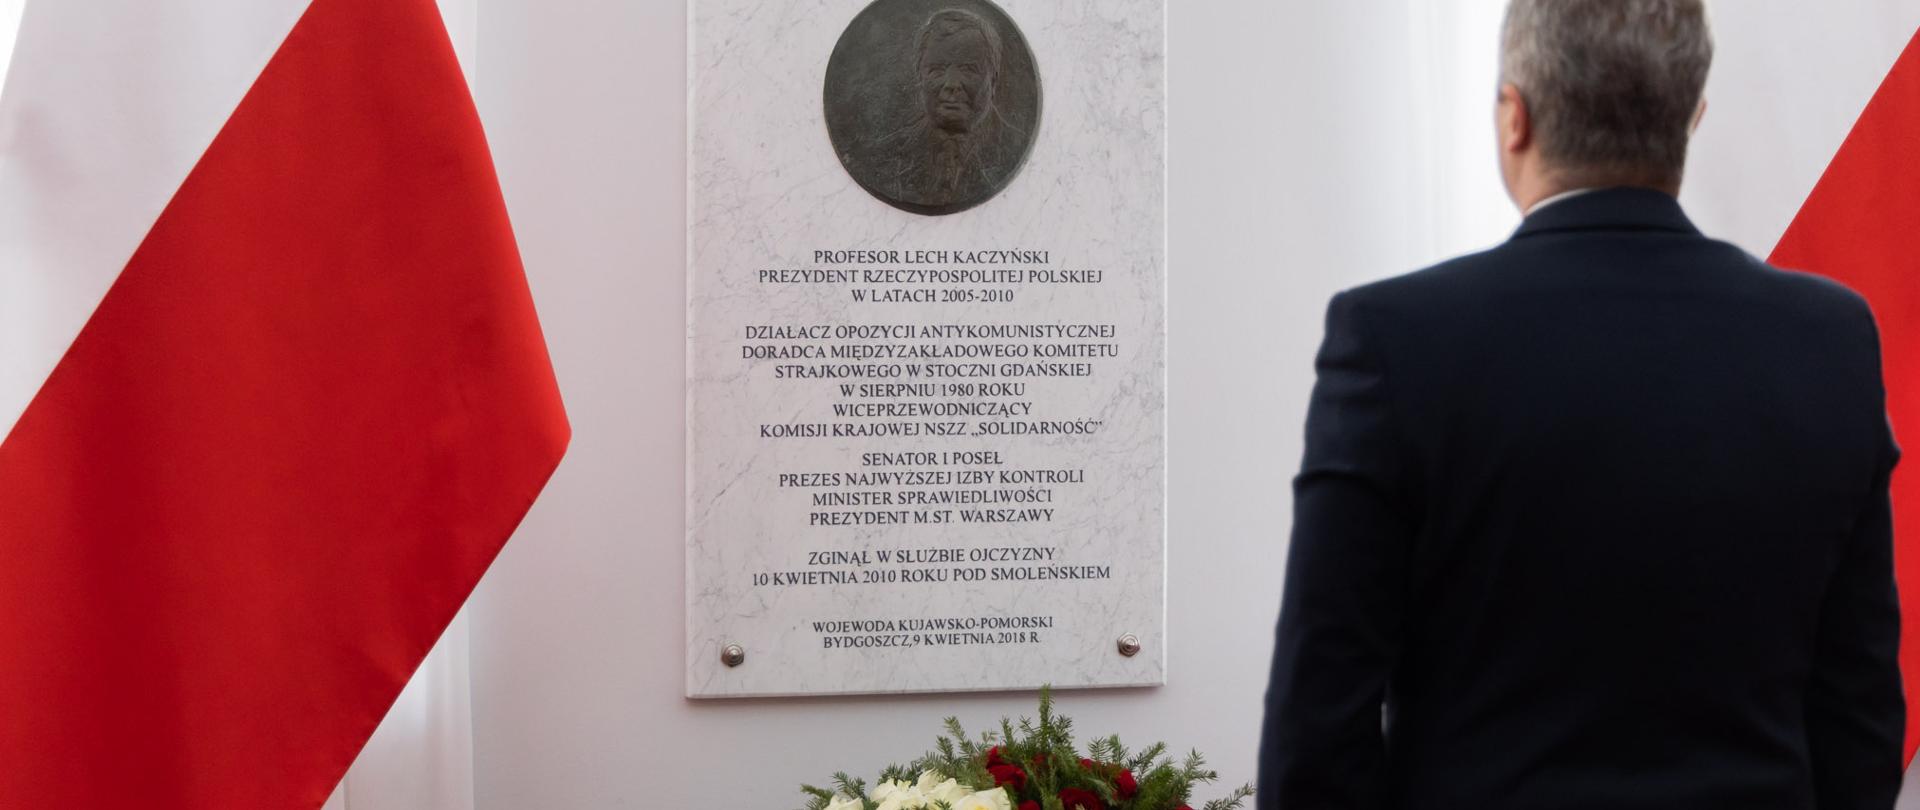 PROFESOR LECH KACZYŃSKI
PREZYDENT RZECZYPOSPOLITEJ POLSKIEJ
W LATACH 2005-2010
DZIAŁACZ OPOZYCJI ANTYKOMUNISTYCZNEJ
DORADCA MIĘDZYZAKŁADOWEGO KOMITETU
STRAJKOWEGO W STOCZNI GDAŃSKIEJ
W SIERPNIU 1980 ROKU
WICEPRZEWODNICZĄCY
KOMISJI KRAJOWEJ NSZZ „SOLIDARNOŚĆ”
SENATOR I POSEŁ
PREZES NAJWYŻSZEJ IZBY KONTROLI
MINISTER SPRAWIEDLIWOŚCI
PREZYDENT M.ST. WARSZAWY
ZGINĄŁ W SŁUŻBIE OJCZYZNY
10 KWIETNIA 2010 ROKU POD SMOLEŃSKIEM
WOJEWODA KUJAWSKO-POMORSKI
BYDGOSZCZ,9 KWIETNIA 2018 R.